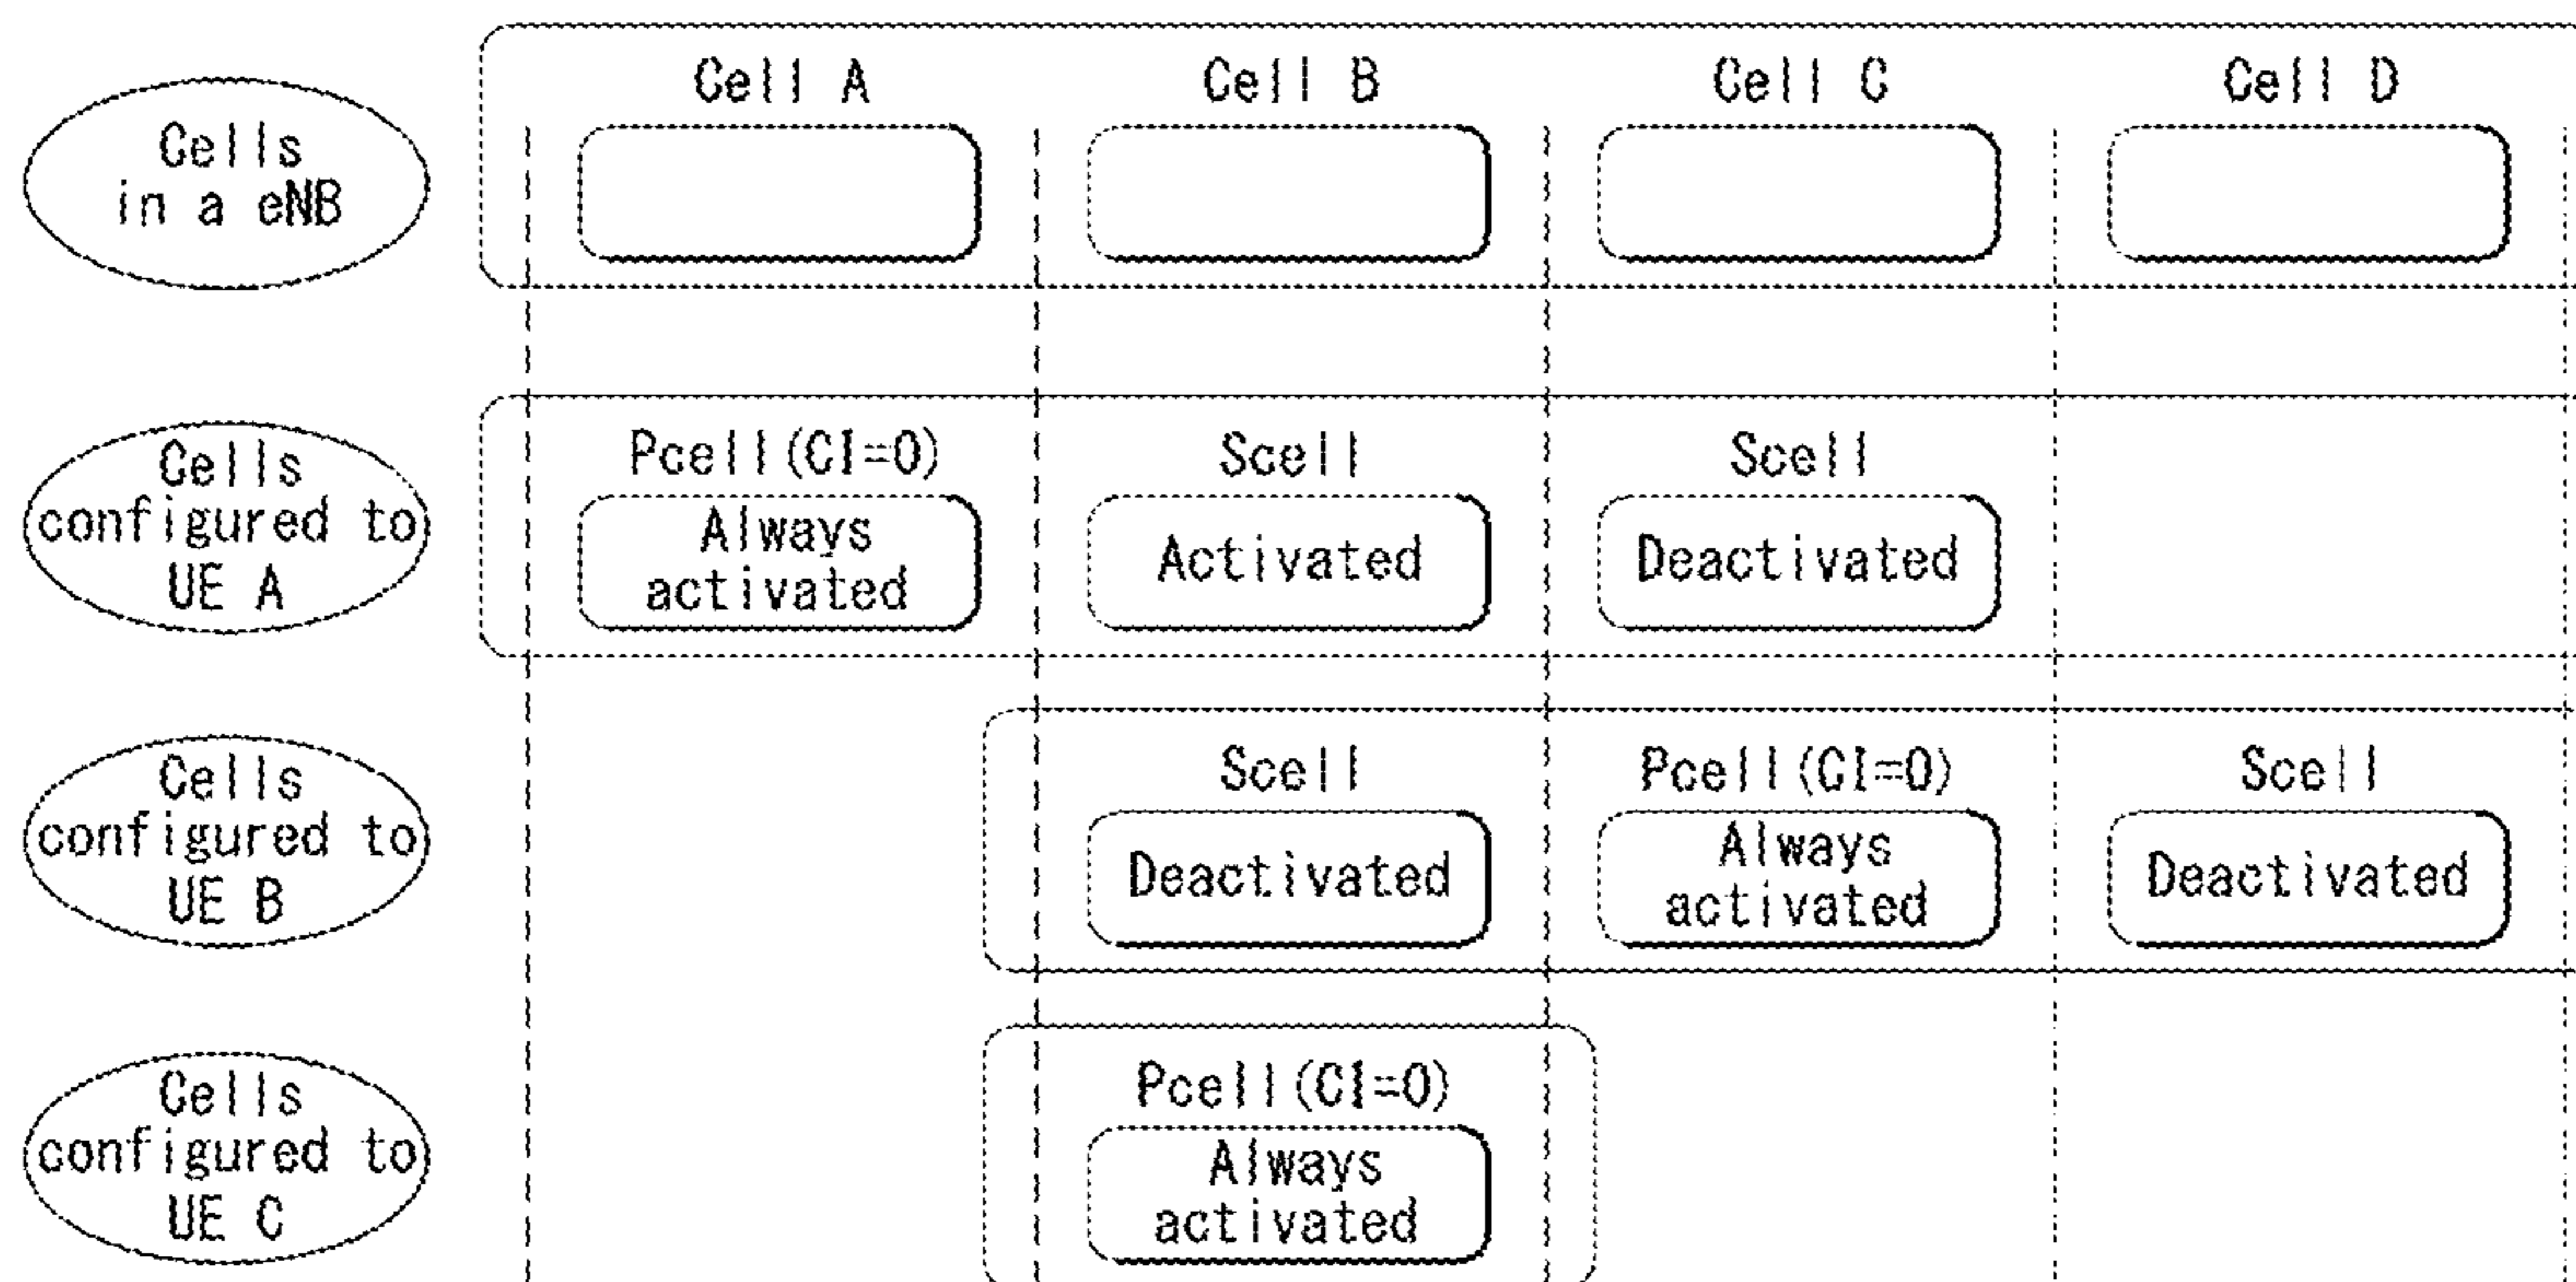 Cell A Cell B Cell C Cell D
Cells
in a eNB
Pcell(CI=0) Scell Scell
Cells
configured to
UE A
Always
activated
Activated
Deactivated
Scell Pcell(CI=0) Scell
Cells
configured to
UE B
Deactivated
Always
activated
Deactivated
Pcell(CI=0)
Cells
configured to
UE C
Always
activated